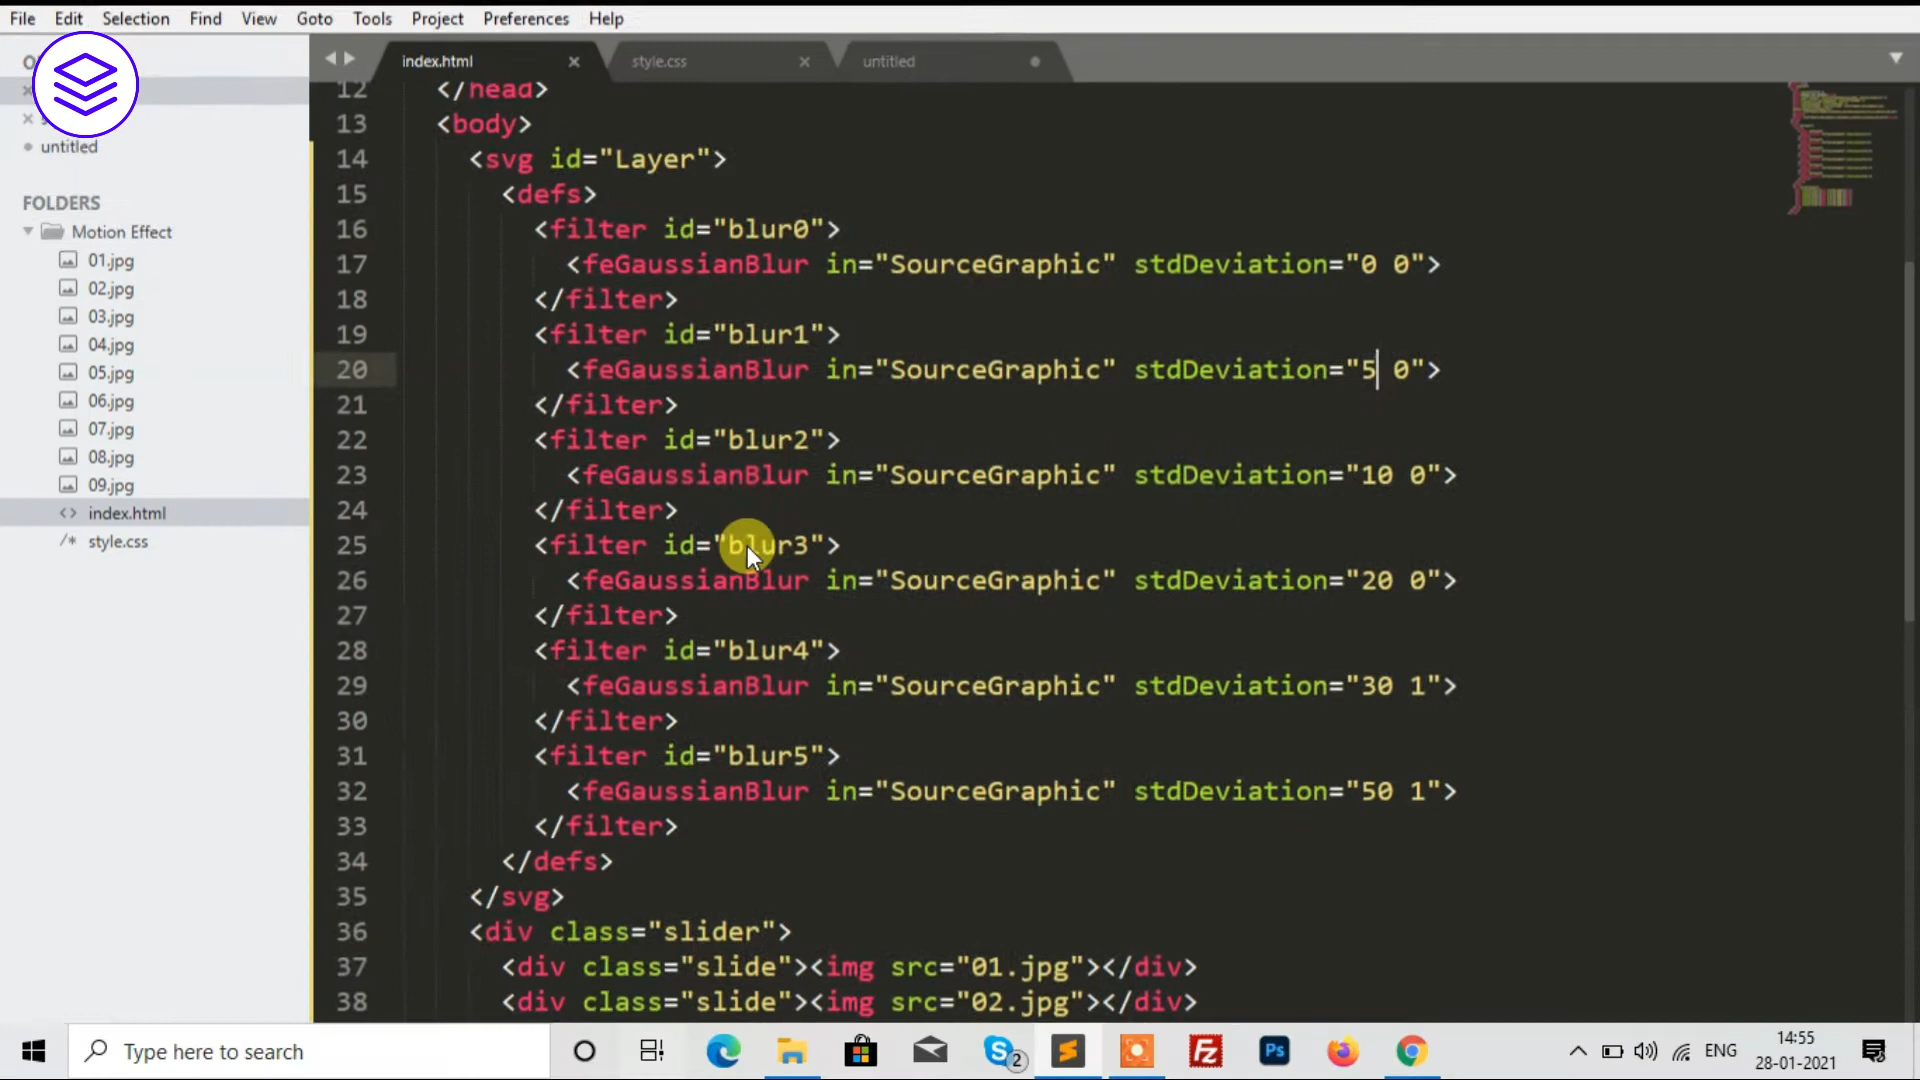 File Edit Selection Find View Goto Tools Project Preferences Help
index.html × style.css × untitled
untitled
FOLDERS
Motion Effect
01.jpg
02.jpg
03.jpg
04.jpg
05.jpg
06.jpg
07.jpg
08.jpg
09.jpg
<> index.html
/* style.css
12 </head>
13 <body>
14 <svg id="Layer">
15 <defs>
16 <filter id="blur0">
17 <feGaussianBlur in="SourceGraphic" stdDeviation="0 0">
18 </filter>
19 <filter id="blur1">
20 <feGaussianBlur in="SourceGraphic" stdDeviation="5 0">
21 </filter>
22 <filter id="blur2">
23 <feGaussianBlur in="SourceGraphic" stdDeviation="10 0">
24 </filter>
25 <filter id="blur3">
26 <feGaussianBlur in="SourceGraphic" stdDeviation="20 0">
27 </filter>
28 <filter id="blur4">
29 <feGaussianBlur in="SourceGraphic" stdDeviation="30 1">
30 </filter>
31 <filter id="blur5">
32 <feGaussianBlur in="SourceGraphic" stdDeviation="50 1">
33 </filter>
34 </defs>
35 </svg>
36 <div class="slider">
37 <div class="slide"><img src="01.jpg"></div>
38 <div class="slide"><img src="02.jpg"></div>
Type here to search
S 2
Fz
Ps
ENG
14:55
28-01-2021